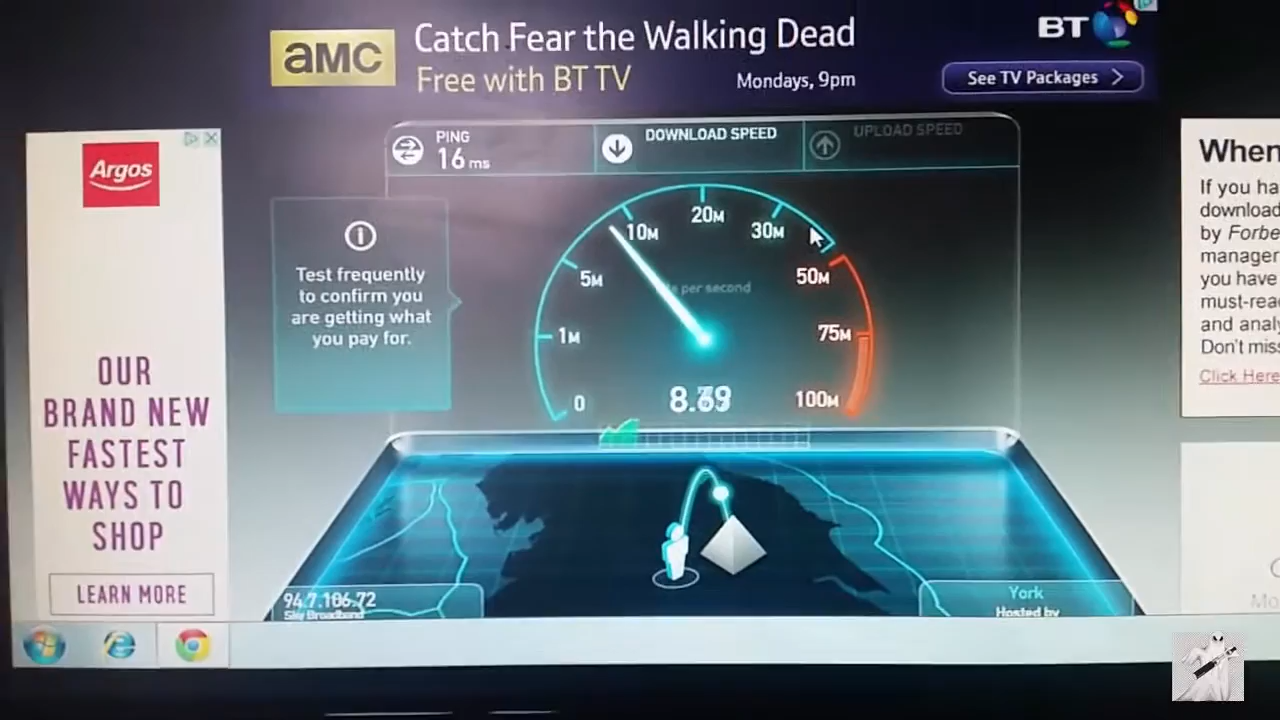 aMC
Catch Fear the Walking Dead
Free with BT TV
Mondays, 9pm
BT
See TV Packages
Argos
OUR
BRAND NEW
FASTEST
WAYS TO
SHOP
LEARN MORE
PING
16 ms
DOWNLOAD SPEED
UPLOAD SPEED
Test frequently
to confirm you
are getting what
you pay for.
0
1M
5M
10M
20M
30M
50M
75M
100M
per second
94.7.106.72
Sky Broadband
York
Hosted by
When
If you ha
download
by Forbe
manager
you have
must-rea
and analy
Don't miss
Click Here